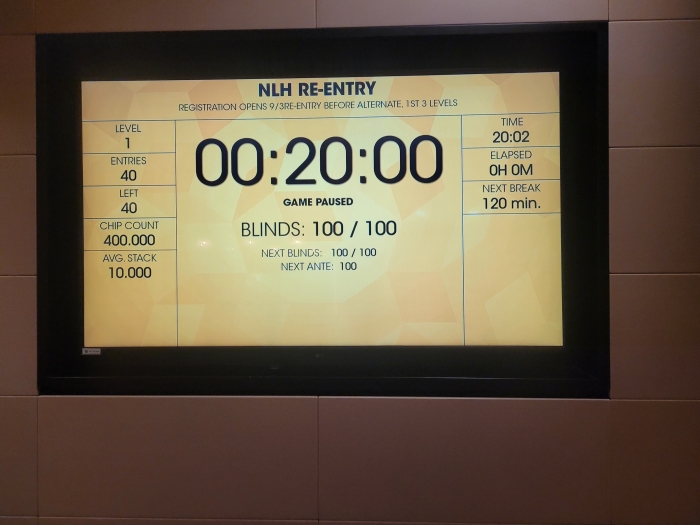 NLH RE-ENTRY
REGISTRATION OPENS 9/3RE-ENTRY BEFORE ALTERNATE, 1ST 3 LEVELS
LEVEL
1
ENTRIES
40
LEFT
40
CHIP COUNT
400.000
AVG. STACK
10.000
00:20:00
GAME PAUSED
BLINDS: 100 / 100
NEXT BLINDS: 100 / 100
NEXT ANTE: 100
TIME
20:02
ELAPSED
0H 0M
NEXT BREAK
120 min.